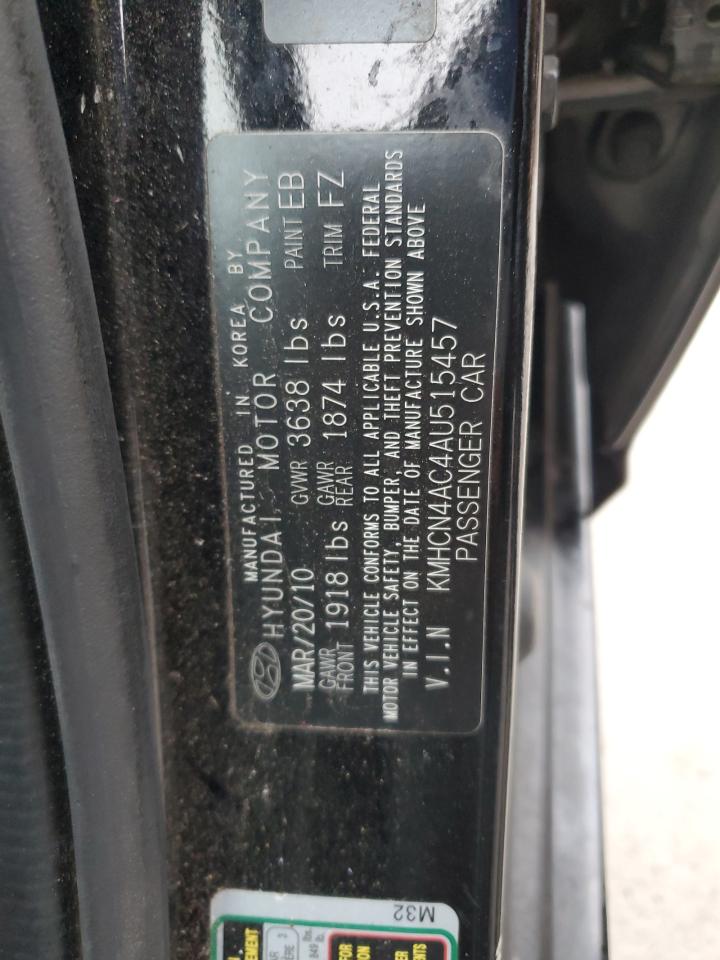 MANUFACTURED IN KOREA BY
HYUNDAI MOTOR COMPANY
MAR/20/10 GVWR 3638 lbs PAINT EB
GAWR FRONT 1918 lbs GAWR REAR 1874 lbs TRIM FZ
THIS VEHICLE CONFORMS TO ALL APPLICABLE U.S.A. FEDERAL
MOTOR VEHICLE SAFETY, BUMPER, AND THEFT PREVENTION STANDARDS
IN EFFECT ON THE DATE OF MANUFACTURE SHOWN ABOVE
V.I.N KMHCN4AC4AU515457
PASSENGER CAR
M32